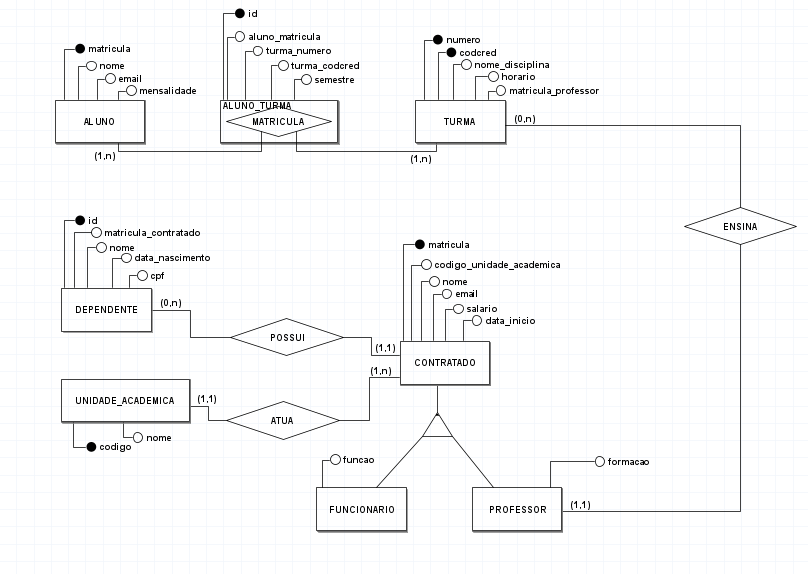 id
matricula
nome
email
mensalidade
ALUNO
aluno_matricula
turma_numero
turma_codcred
semestre
ALUNO_TURMA
MATRICULA
numero
codcred
nome_disciplina
horario
matricula_professor
TURMA
(0,n)
(1,n)
(1,n)
ENSINA
id
matricula_contratado
nome
data_nascimento
cpf
DEPENDENTE
(0,n)
POSSUI
(1,1)
matricula
codigo_unidade_academica
nome
email
salario
data_inicio
CONTRATADO
(1,n)
UNIDADE_ACADEMICA
(1,1)
ATUA
nome
codigo
funcao
FUNCIONARIO
formacao
PROFESSOR
(1,1)